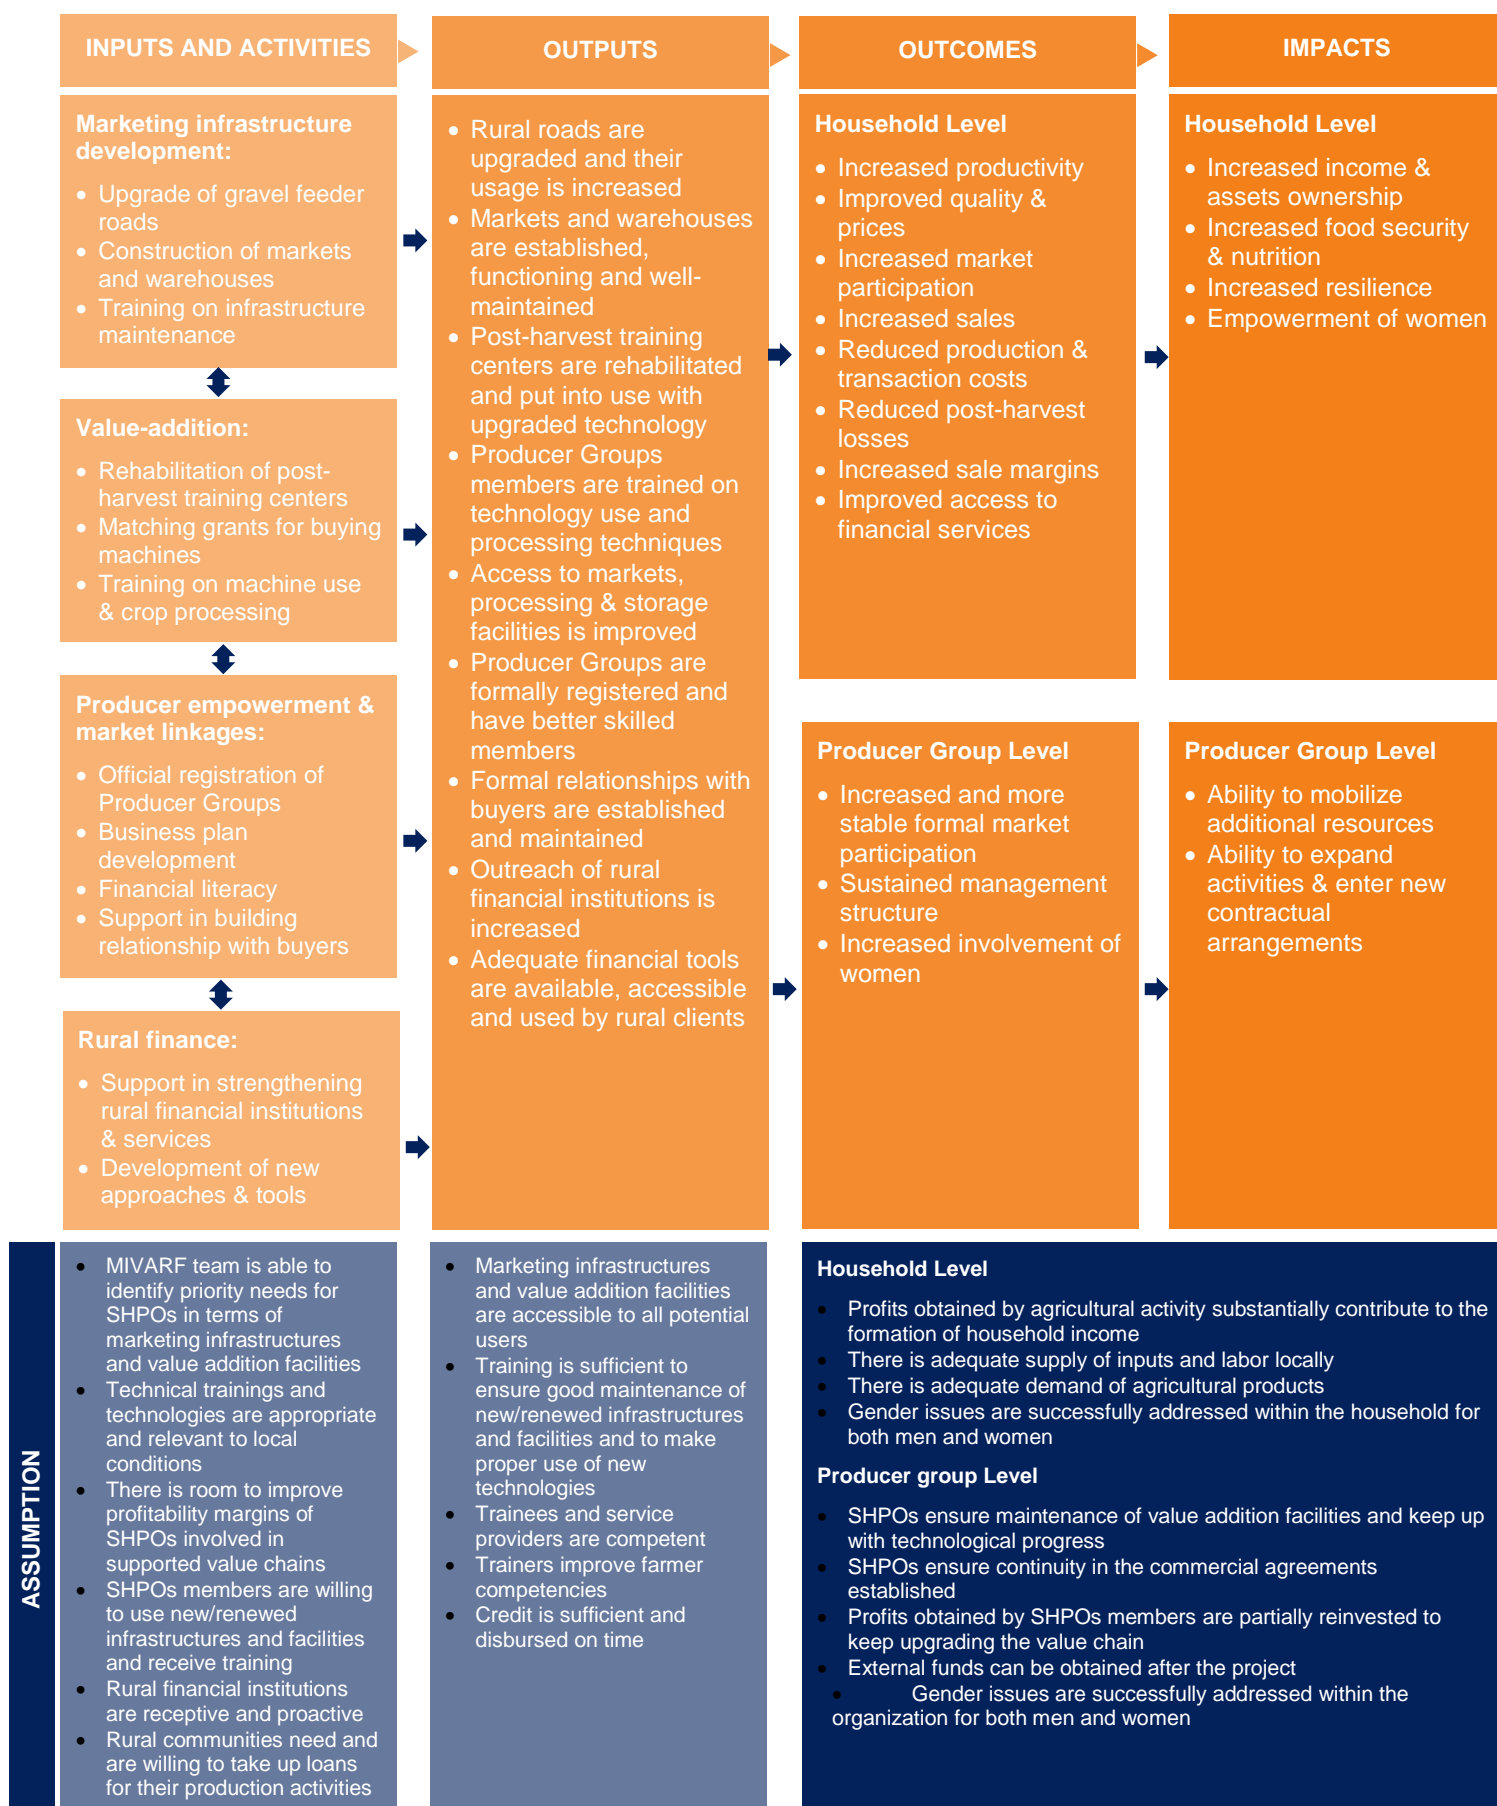 INPUTS AND ACTIVITIES
OUTPUTS
OUTCOMES
IMPACTS
Marketing infrastructure
development:
• Upgrade of gravel feeder
roads
• Construction of markets
and warehouses
• Training on infrastructure
maintenance
Value-addition:
• Rehabilitation of post-
harvest training centers
• Matching grants for buying
machines
• Training on machine use
& crop processing
Producer empowerment &
market linkages:
• Official registration of
Producer Groups
• Business plan
development
• Financial literacy
• Support in building
relationship with buyers
Rural finance:
• Support in strengthening
rural financial institutions
& services
• Development of new
approaches & tools
• Rural roads are
upgraded and their
usage is increased
• Markets and warehouses
are established,
functioning and well-
maintained
• Post-harvest training
centers are rehabilitated
and put into use with
upgraded technology
• Producer Groups
members are trained on
technology use and
processing techniques
• Access to markets,
processing & storage
facilities is improved
• Producer Groups are
formally registered and
have better skilled
members
• Formal relationships with
buyers are established
and maintained
• Outreach of rural
financial institutions is
increased
• Adequate financial tools
are available, accessible
and used by rural clients
Household Level
• Increased productivity
• Improved quality &
prices
• Increased market
participation
• Increased sales
• Reduced production &
transaction costs
• Reduced post-harvest
losses
• Increased sale margins
• Improved access to
financial services
Producer Group Level
• Increased and more
stable formal market
participation
• Sustained management
structure
• Increased involvement of
women
Household Level
• Increased income &
assets ownership
• Increased food security
& nutrition
• Increased resilience
• Empowerment of women
Producer Group Level
• Ability to mobilize
additional resources
• Ability to expand
activities & enter new
contractual
arrangements
ASSUMPTION
• MIVARF team is able to
identify priority needs for
SHPOs in terms of
marketing infrastructures
and value addition facilities
• Technical trainings and
technologies are appropriate
and relevant to local
conditions
• There is room to improve
profitability margins of
SHPOs involved in
supported value chains
• SHPOs members are willing
to use new/renewed
infrastructures and facilities
and receive training
• Rural financial institutions
are receptive and proactive
• Rural communities need and
are willing to take up loans
for their production activities
• Marketing infrastructures
and value addition facilities
are accessible to all potential
users
• Training is sufficient to
ensure good maintenance of
new/renewed infrastructures
and facilities and to make
proper use of new
technologies
• Trainees and service
providers are competent
• Trainers improve farmer
competencies
• Credit is sufficient and
disbursed on time
Household Level
• Profits obtained by agricultural activity substantially contribute to the
formation of household income
• There is adequate supply of inputs and labor locally
• There is adequate demand of agricultural products
• Gender issues are successfully addressed within the household for
both men and women
Producer group Level
• SHPOs ensure maintenance of value addition facilities and keep up
with technological progress
• SHPOs ensure continuity in the commercial agreements
established
• Profits obtained by SHPOs members are partially reinvested to
keep upgrading the value chain
• External funds can be obtained after the project
• Gender issues are successfully addressed within the
organization for both men and women